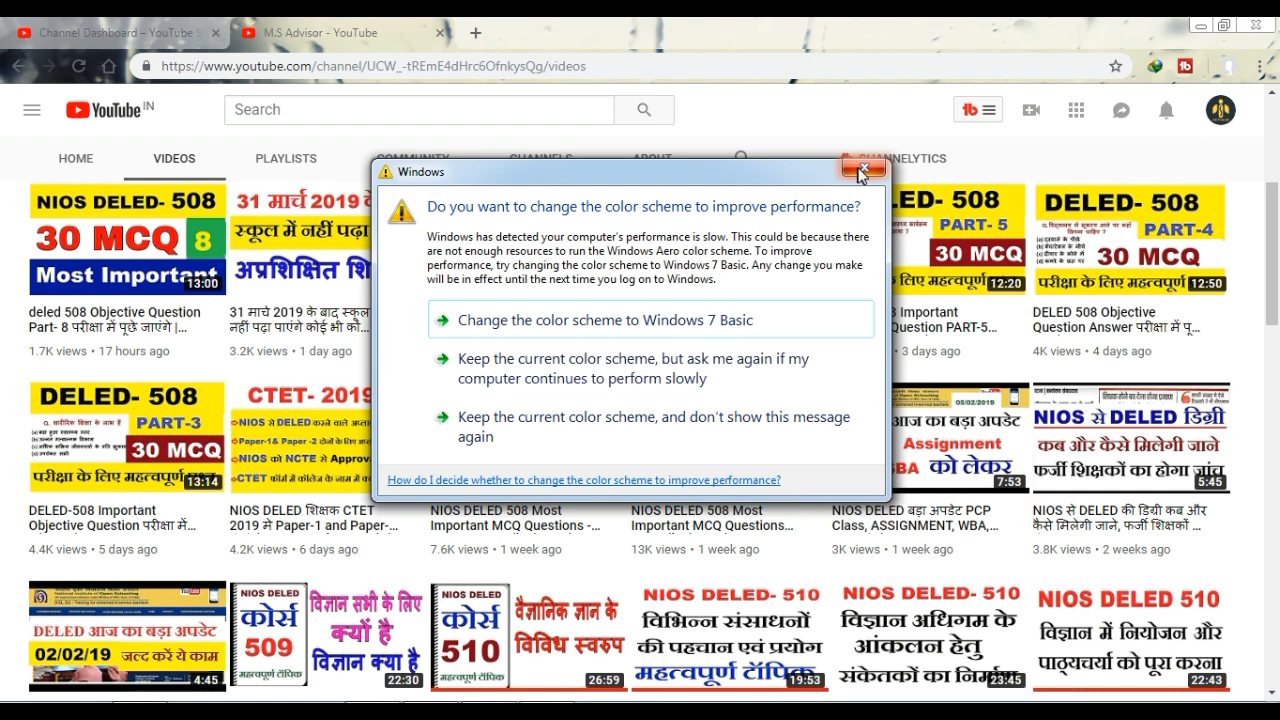 Channel Dashboard – YouTube S
M.S Advisor - YouTube
https://www.youtube.com/channel/UCW_-tREmE4dHrc6OfnkysQg/videos
YouTube IN
Search
HOME
VIDEOS
PLAYLISTS
COMMUNITY
CHANNELS
ABOUT
CHANNELYTICS
Windows
Do you want to change the color scheme to improve performance?
Windows has detected your computer's performance is slow. This could be because there
are not enough resources to run the Windows Aero color scheme. To improve
performance, try changing the color scheme to Windows 7 Basic. Any change you make
will be in effect until the next time you log on to Windows.
Change the color scheme to Windows 7 Basic
Keep the current color scheme, but ask me again if my
computer continues to perform slowly
Keep the current color scheme, and don't show this message
again
How do I decide whether to change the color scheme to improve performance?
NIOS DELED- 508
30 MCQ 8
Most Important
13:00
deled 508 Objective Question
Part- 8 परीक्षा में पूछे जाएंगे |...
1.7K views • 17 hours ago
31 मार्च 2019 के
स्कूल में नहीं पढ़ा
अप्रशिक्षित शि
31 मार्च 2019 के बाद स्कूल
नहीं पढ़ा पाएंगे कोई भी को...
3.2K views • 1 day ago
ELED- 508
PART- 5
30 MCQ
के लिए महत्वपूर्ण
12:20
Important
Question PART-5...
3 days ago
DELED- 508
PART-4
30 MCQ
परीक्षा के लिए महत्वपूर्ण
12:50
DELED 508 Objective
Question Answer परीक्षा में पू...
4K views • 4 days ago
DELED- 508
PART-3
30 MCQ
परीक्षा के लिए महत्वपूर्ण
13:14
DELED-508 Important
Objective Question परीक्षा में...
4.4K views • 5 days ago
CTET- 201
NIOS से DELED करने वाले
Paper-1& Paper -2 दोनों के लिए
NIOS को NCTE से Approv
CTET फॉर्म में कॉलेज के नाम में
NIOS DELED शिक्षक CTET
2019 मे Paper-1 and Paper-...
4.2K views • 6 days ago
DELED-508 Most
Important MCQ Questions -...
7.6K views • 1 week ago
NIOS DELED 508 Most
Important MCQ Questions...
13K views • 1 week ago
05/02/2019
का बड़ा अपडेट
Assignment
BA को लेकर
7:53
NIOS DELED बड़ा अपडेट PCP
Class, ASSIGNMENT, WBA,
3K views • 1 week ago
NIOS से DELED डिग्री
कब और कैसे मिलेगी जाने
फर्जी शिक्षकों का होगा जांच
5:45
NIOS से DELED की डिग्री कब और
कैसे मिलेगी जाने, फर्जी शिक्षकों ...
3.8K views • 2 weeks ago
DELED आज का बड़ा अपडेट
02/02/19 जल्द करें ये काम
4:45
NIOS DELED
कोर्स
509
महत्वपूर्ण टॉपिक
विज्ञान सभी के लिए
क्यों है
विज्ञान क्या है
22:30
NIOS DELED
कोर्स
510
महत्वपूर्ण टॉपिक
वैज्ञानिक ज्ञान के
विविध स्वरुप
26:59
NIOS DELED 510
विभिन्न संसाधनों
की पहचान एवं प्रयोग
महत्वपूर्ण टॉपिक
19:53
NIOS DELED- 510
विज्ञान अधिगम के
आंकलन हेतु
संकेतकों का निर्माण
23:45
NIOS DELED 510
विज्ञान में नियोजन और
पाठ्यचर्या को पूरा करना
22:43